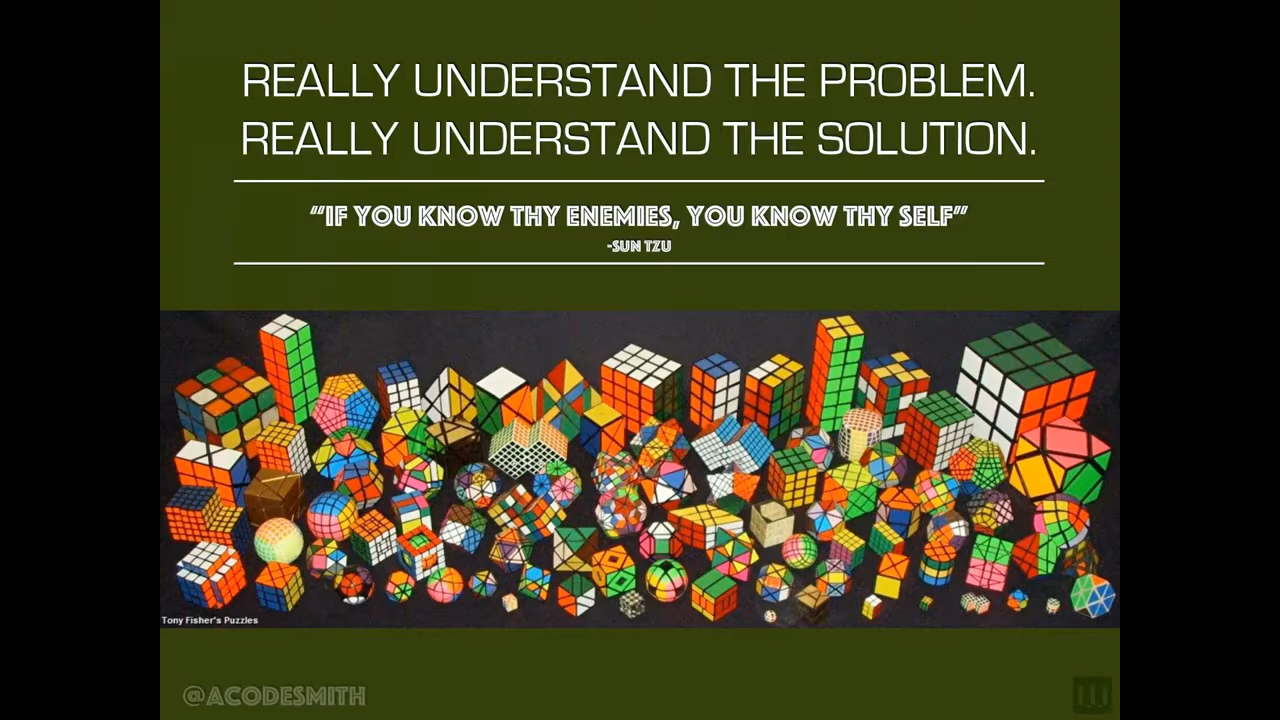 REALLY UNDERSTAND THE PROBLEM.
REALLY UNDERSTAND THE SOLUTION.
“IF YOU KNOW THY ENEMIES, YOU KNOW THY SELF”
-SUN TZU
Tony Fisher's Puzzles
@ACODESMITH